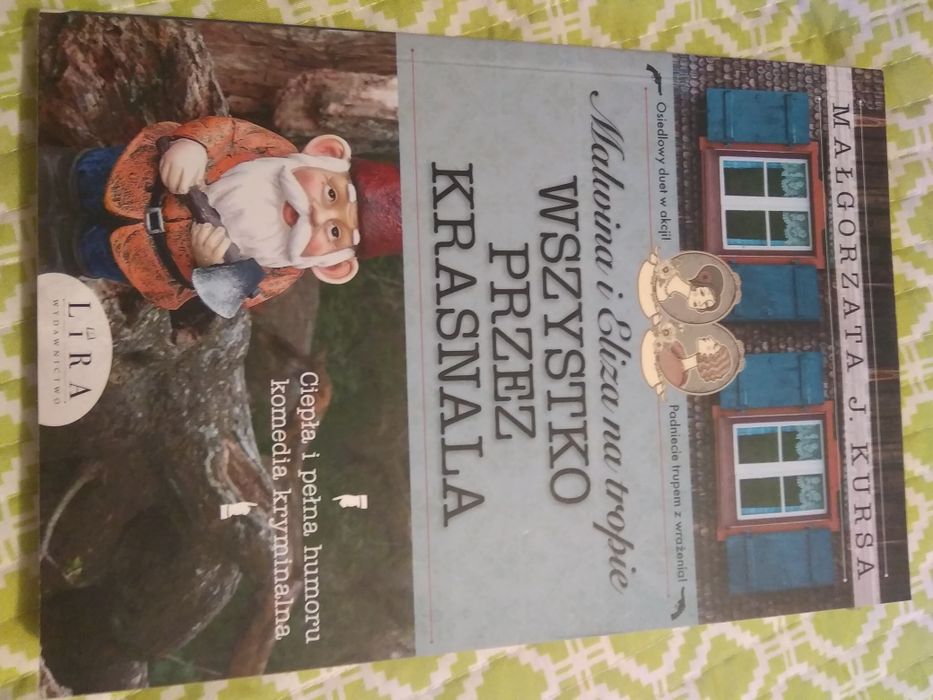 MAŁGORZATA J. KURSA
Osiedlowy duet w akcji!
Padniecie trupem z wrażenia!
Malwina i Eliza na tropie
WSZYSTKO
PRZEZ
KRASNALA
Ciepła i pełna humoru
komedia kryminalna
LIRA
WYDAWNICTWO